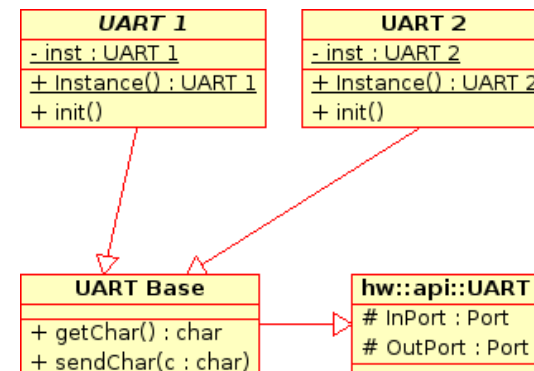 UART 1
- inst : UART 1
+ Instance() : UART 1
+ init()
UART 2
- inst : UART 2
+ Instance() : UART 2
+ init()
UART Base
+ getChar() : char
+ sendChar(c : char)
hw::api::UART
# InPort : Port
# OutPort : Port